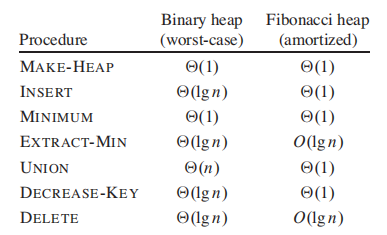 Binary heap Fibonacci heap
Procedure (worst-case) (amortized)
MAKE-HEAP Θ(1) Θ(1)
INSERT Θ(lg n) Θ(1)
MINIMUM Θ(1) Θ(1)
EXTRACT-MIN Θ(lg n) O(lg n)
UNION Θ(n) Θ(1)
DECREASE-KEY Θ(lg n) Θ(1)
DELETE Θ(lg n) O(lg n)